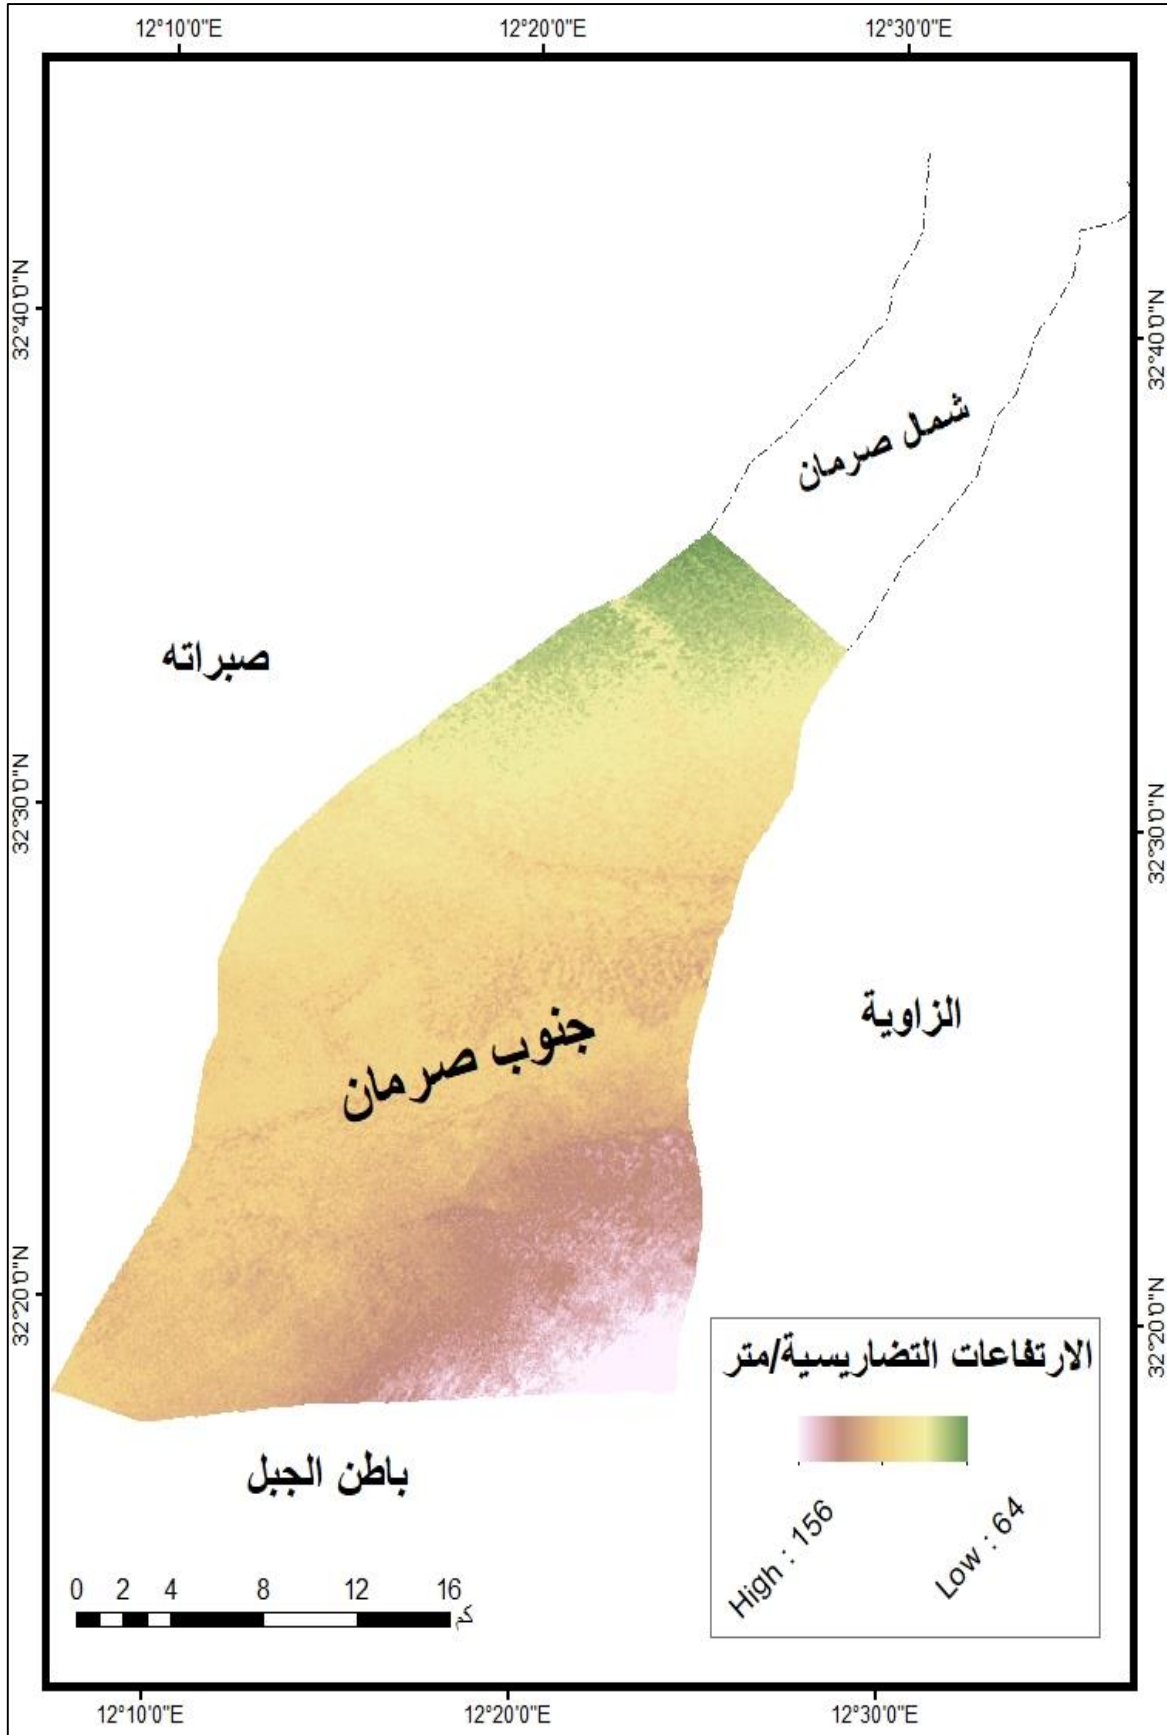 12°10'0"E
12°20'0"E
12°30'0"E
32°40'0"N
32°40'0"N
شمال صرمان
صبراته
32°30'0"N
32°30'0"N
الزاوية
جنوب صرمان
32°20'0"N
32°20'0"N
الارتفاعات التضاريسية/متر
High : 156
Low : 64
باطن الجبل
0 2 4 8 12 16
كم
12°10'0"E
12°20'0"E
12°30'0"E